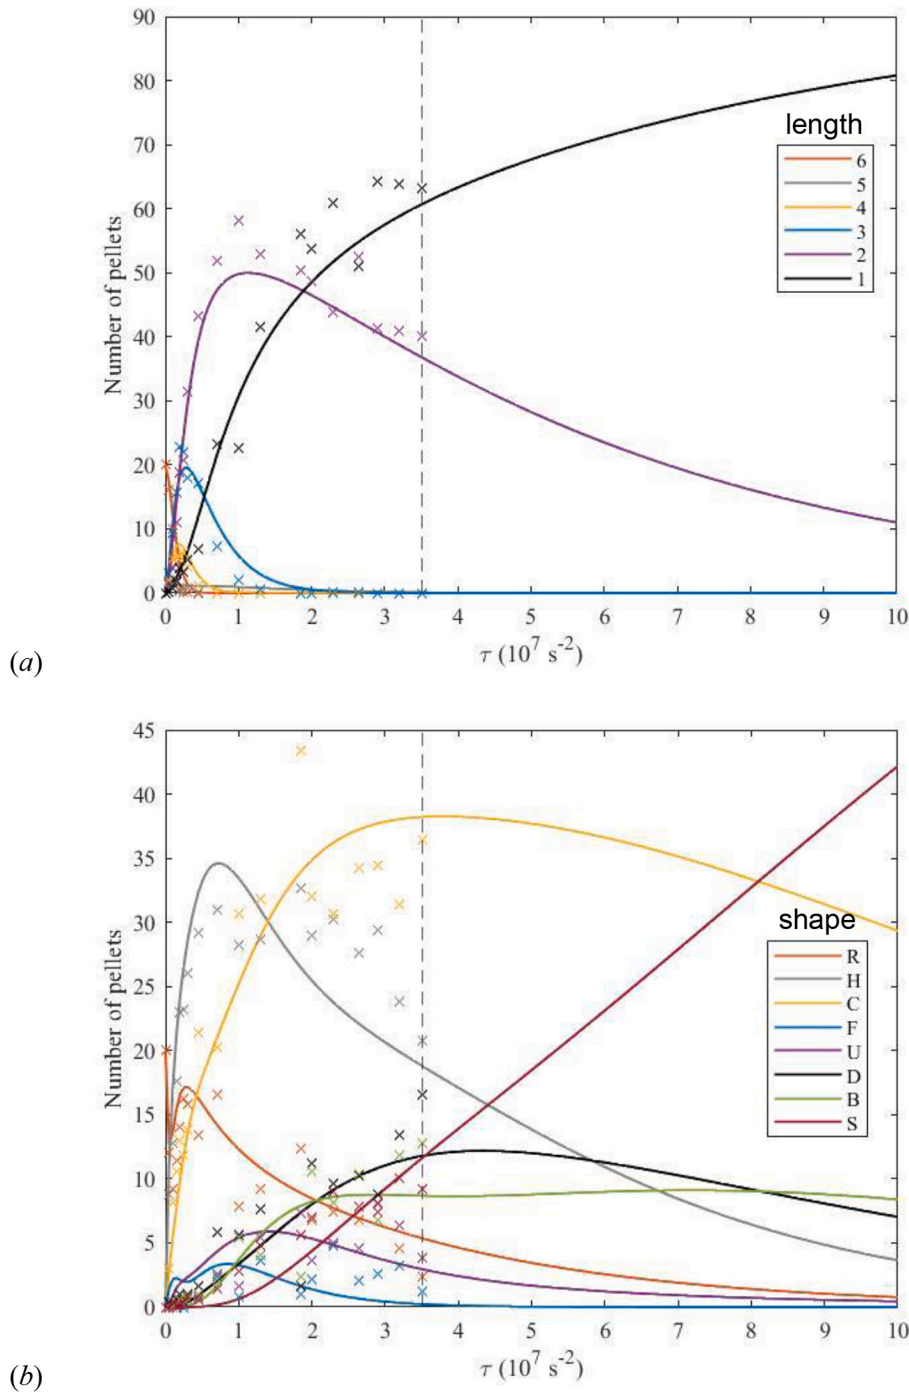 90
80
70
60
50
40
30
20
10
0
Number of pellets
length
6
5
4
3
2
1
0 1 2 3 4 5 6 7 8 9 10
τ (10⁷ s⁻²)
(a)
45
40
35
30
25
20
15
10
5
0
Number of pellets
shape
R
H
C
F
U
D
B
S
0 1 2 3 4 5 6 7 8 9 10
τ (10⁷ s⁻²)
(b)